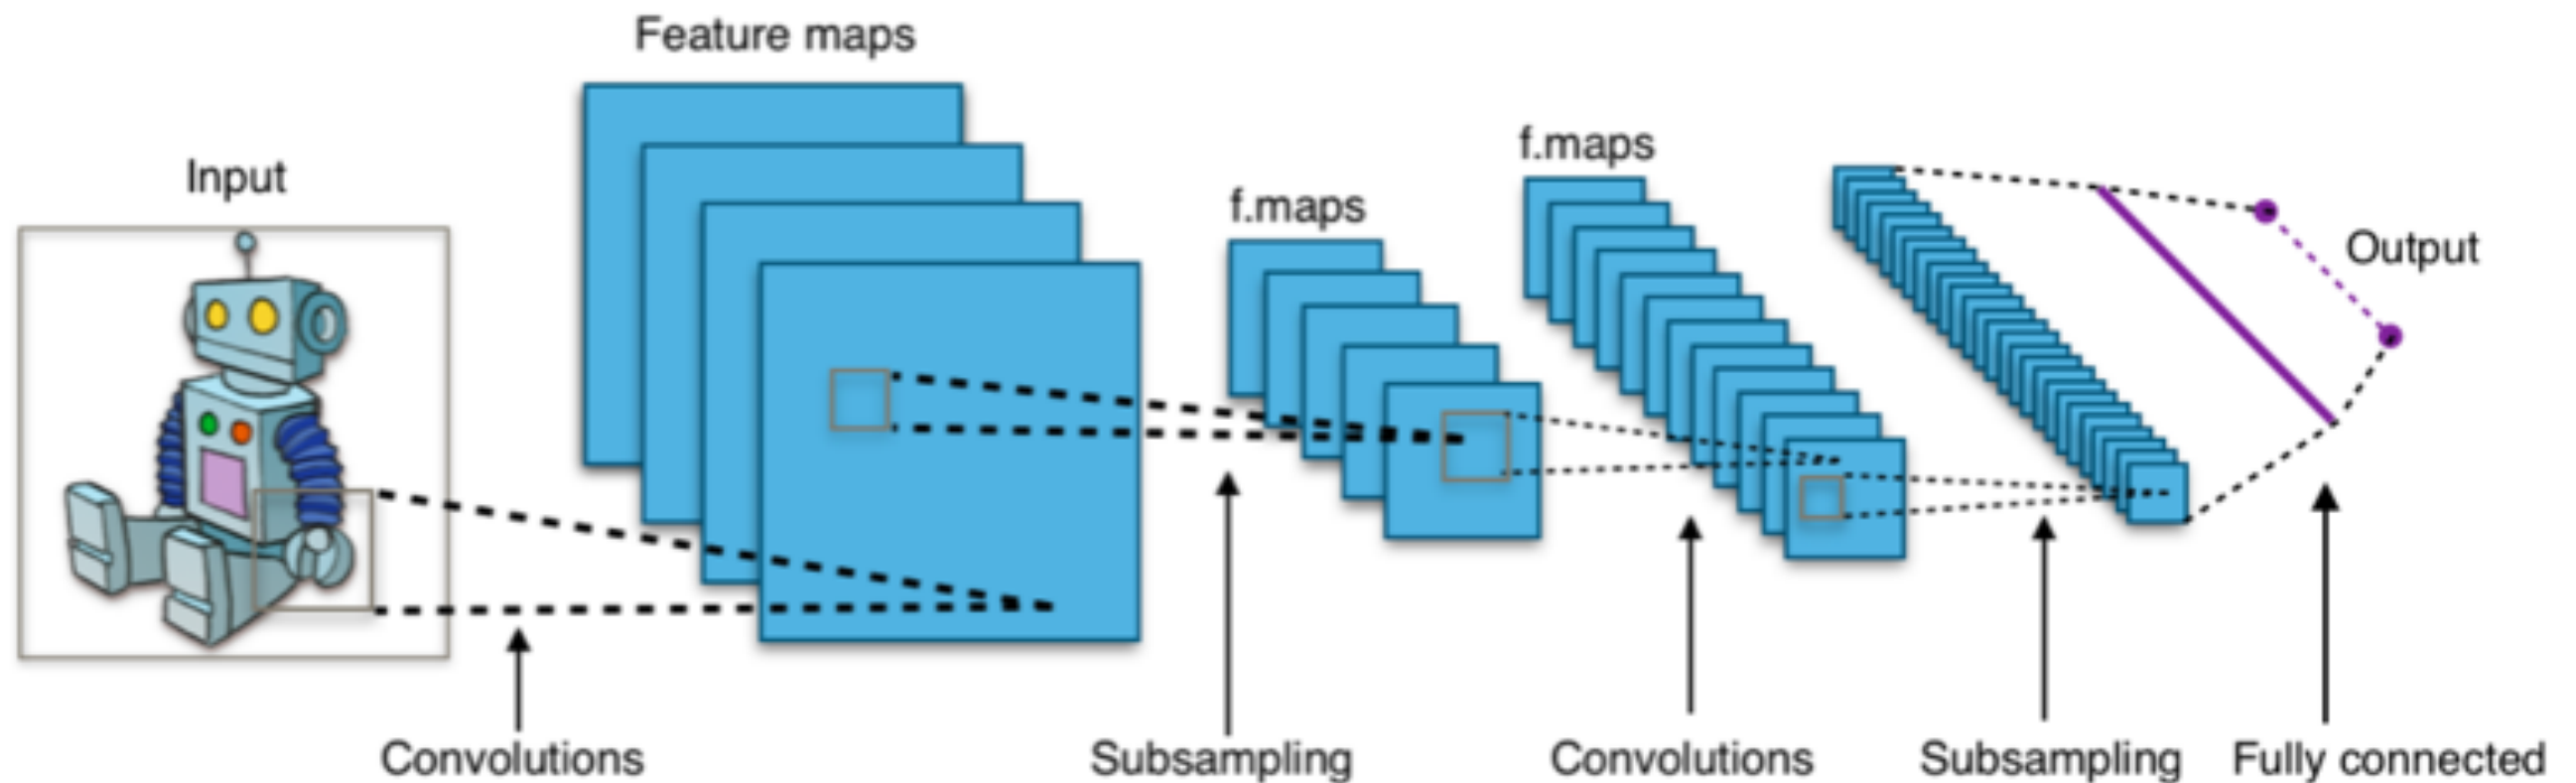 Feature maps
Input
f.maps
f.maps
Output
Convolutions
Subsampling
Convolutions
Subsampling
Fully connected